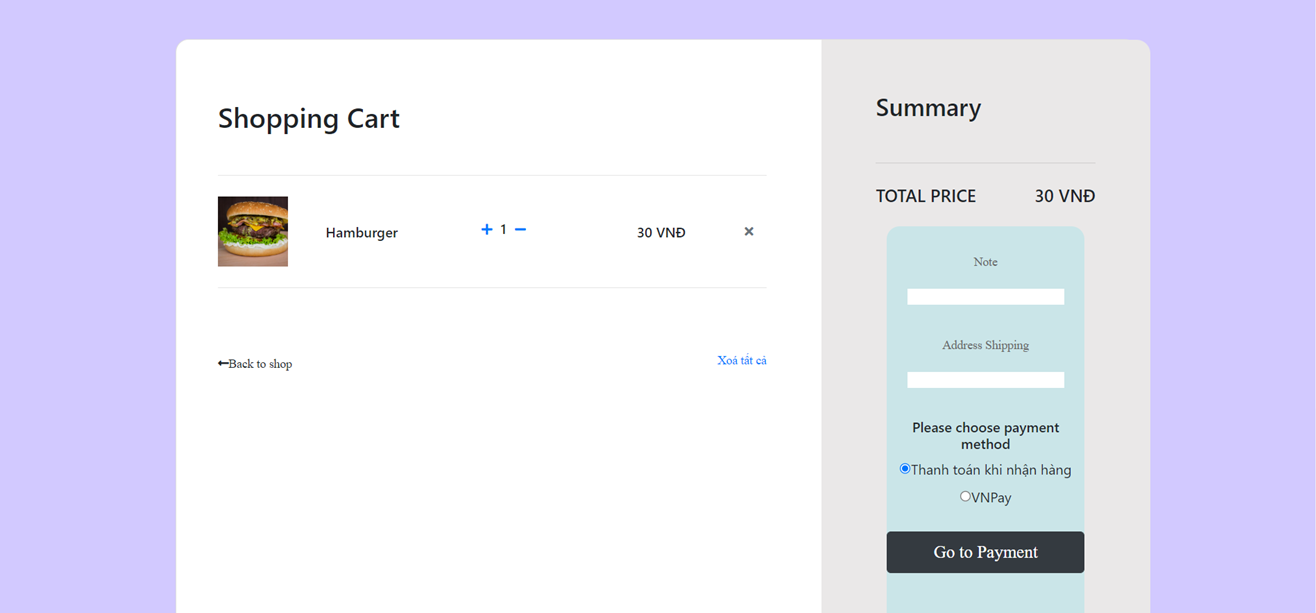 Shopping Cart
Hamburger
1
30 VNĐ
Back to shop
Xoá tất cả
Summary
TOTAL PRICE 30 VNĐ
Note
Address Shipping
Please choose payment
method
Thanh toán khi nhận hàng
VNPay
Go to Payment